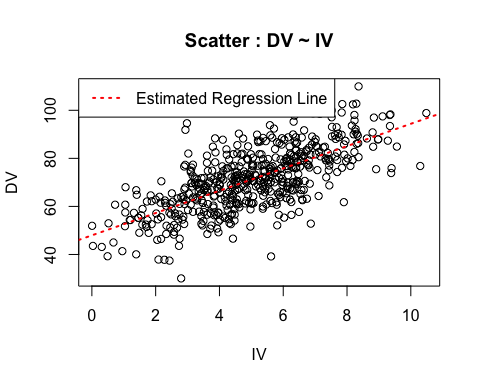 Scatter : DV ~ IV
Estimated Regression Line
DV
100
80
60
40
0 2 4 6 8 10
IV